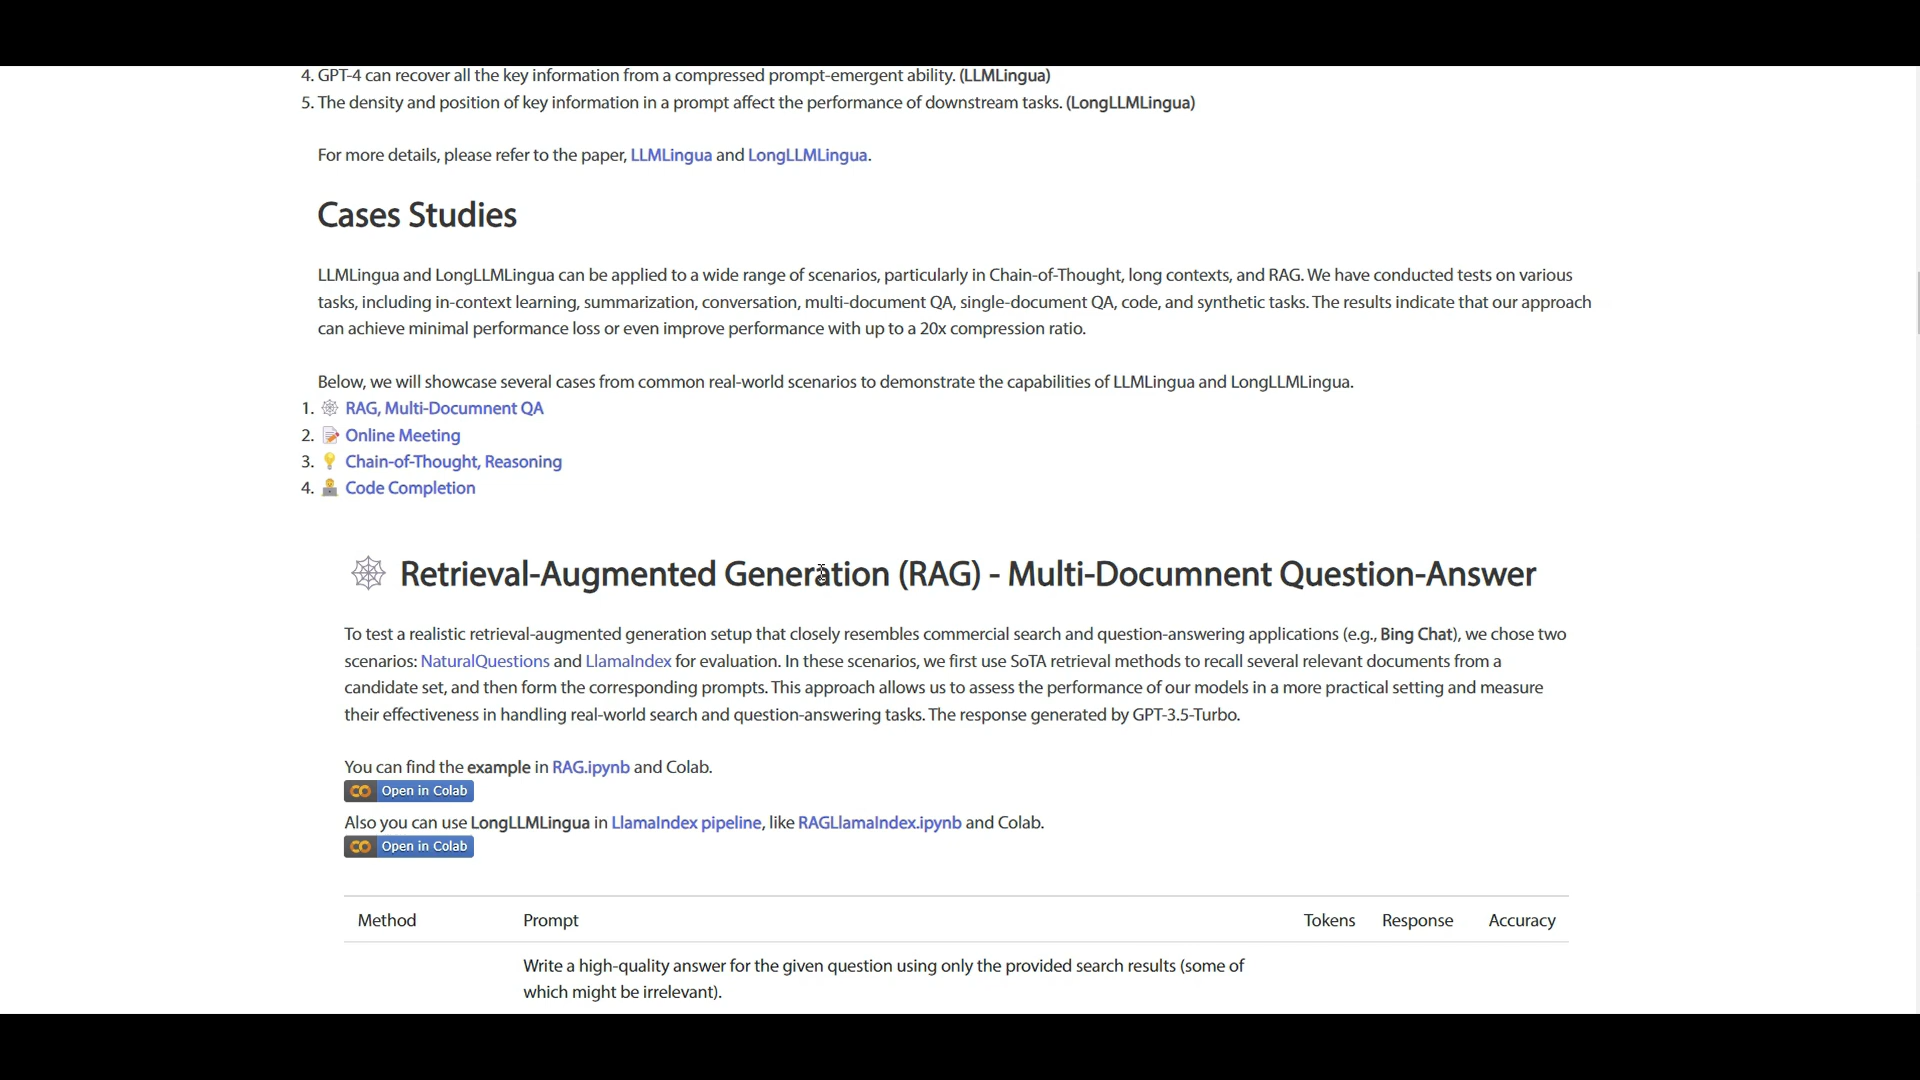 4. GPT-4 can recover all the key information from a compressed prompt-emergent ability. (LLMLingua)
5. The density and position of key information in a prompt affect the performance of downstream tasks. (LongLLMLingua)
For more details, please refer to the paper, LLMLingua and LongLLMLingua.
Cases Studies
LLMLingua and LongLLMLingua can be applied to a wide range of scenarios, particularly in Chain-of-Thought, long contexts, and RAG. We have conducted tests on various
tasks, including in-context learning, summarization, conversation, multi-document QA, single-document QA, code, and synthetic tasks. The results indicate that our approach
can achieve minimal performance loss or even improve performance with up to a 20x compression ratio.
Below, we will showcase several cases from common real-world scenarios to demonstrate the capabilities of LLMLingua and LongLLMLingua.
1. RAG, Multi-Documnent QA
2. Online Meeting
3. Chain-of-Thought, Reasoning
4. Code Completion
Retrieval-Augmented Generation (RAG) - Multi-Documnent Question-Answer
To test a realistic retrieval-augmented generation setup that closely resembles commercial search and question-answering applications (e.g., Bing Chat), we chose two
scenarios: NaturalQuestions and LlamaIndex for evaluation. In these scenarios, we first use SoTA retrieval methods to recall several relevant documents from a
candidate set, and then form the corresponding prompts. This approach allows us to assess the performance of our models in a more practical setting and measure
their effectiveness in handling real-world search and question-answering tasks. The response generated by GPT-3.5-Turbo.
You can find the example in RAG.ipynb and Colab.
Open in Colab
Also you can use LongLLMLingua in LlamaIndex pipeline, like RAGLlamaIndex.ipynb and Colab.
Open in Colab
Method Prompt Tokens Response Accuracy
Write a high-quality answer for the given question using only the provided search results (some of
which might be irrelevant).